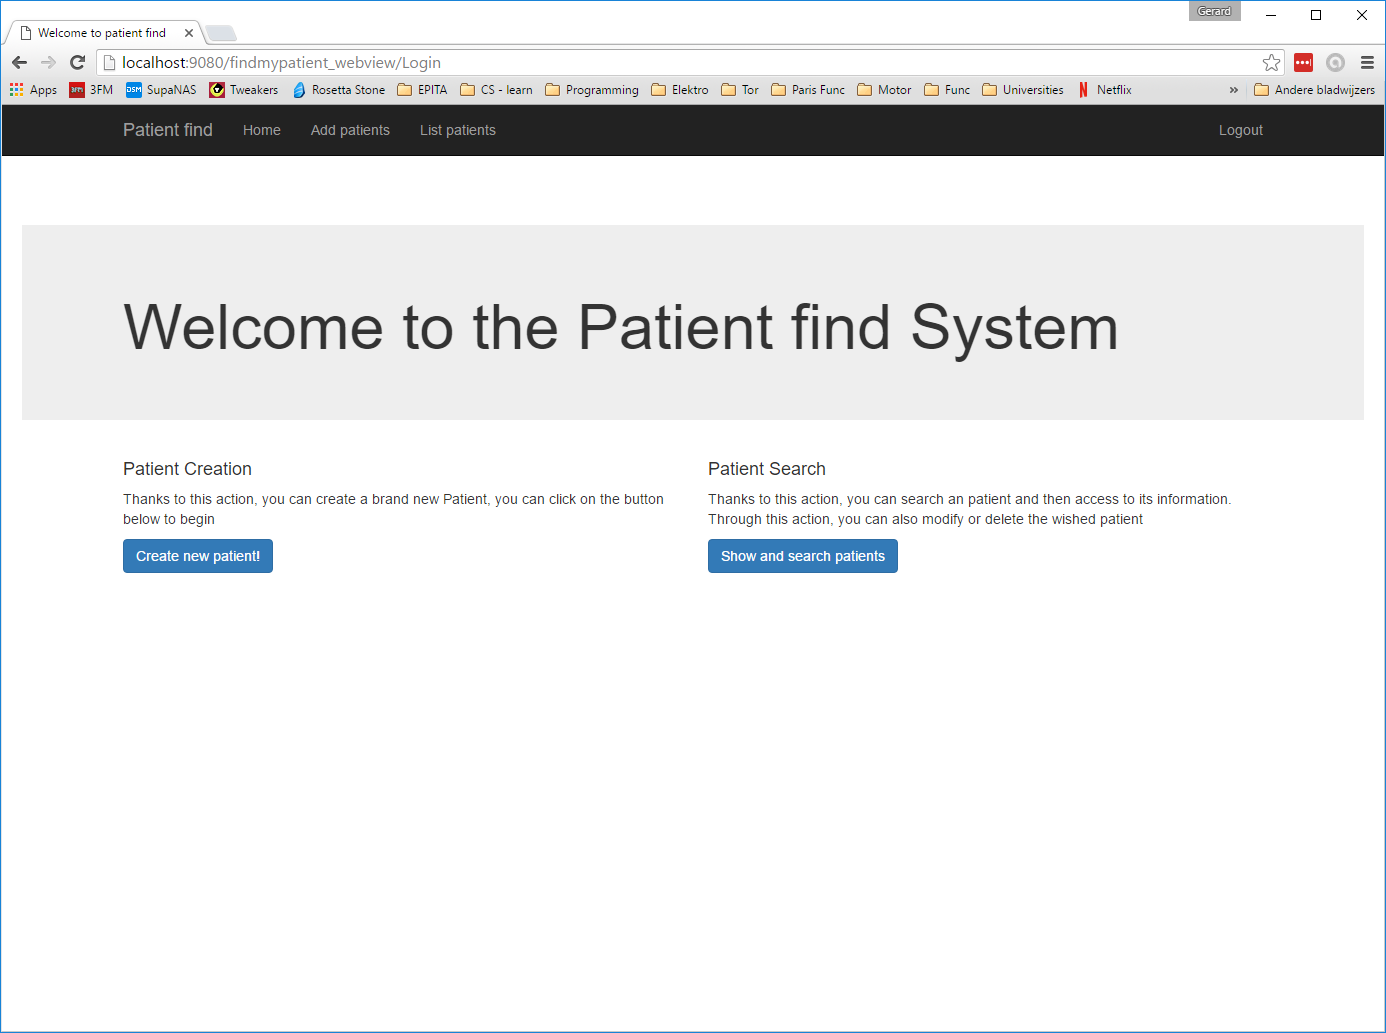 Gerard
Welcome to patient find
localhost:9080/findmypatient_webview/Login
Apps 3FM 3FM DSM SupaNAS Tweakers Rosetta Stone EPITA CS - learn Programming Elektro Tor Paris Func Motor Func Universities N Netflix » Andere bladwijzers
Patient find Home Add patients List patients Logout
Welcome to the Patient find System
Patient Creation
Thanks to this action, you can create a brand new Patient, you can click on the button
below to begin
Create new patient!
Patient Search
Thanks to this action, you can search an patient and then access to its information.
Through this action, you can also modify or delete the wished patient
Show and search patients